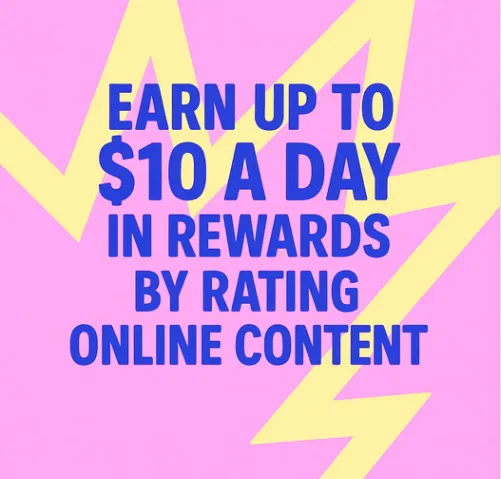 EARN UP TO
$10 A DAY
IN REWARDS
BY RATING
ONLINE CONTENT